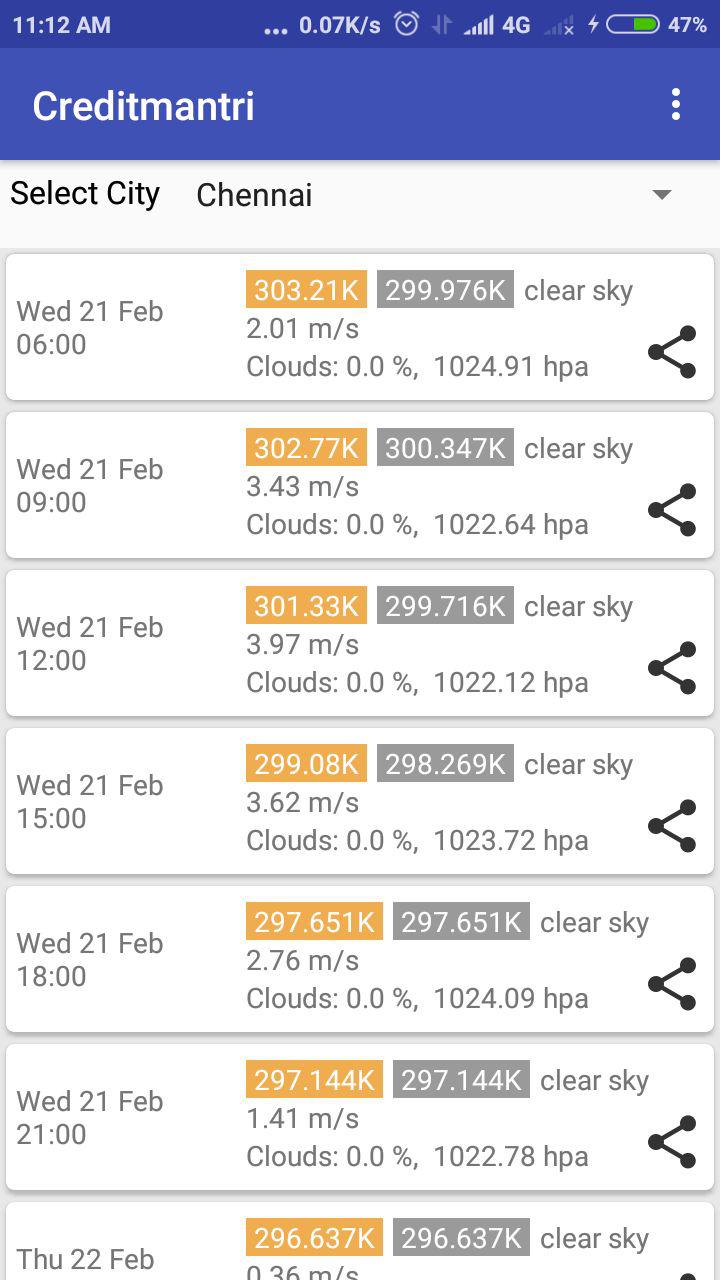 11:12 AM ... 0.07K/s 4G 47%
Creditmantri
Select City Chennai
Wed 21 Feb
06:00
303.21K 299.976K clear sky
2.01 m/s
Clouds: 0.0 %, 1024.91 hpa
Wed 21 Feb
09:00
302.77K 300.347K clear sky
3.43 m/s
Clouds: 0.0 %, 1022.64 hpa
Wed 21 Feb
12:00
301.33K 299.716K clear sky
3.97 m/s
Clouds: 0.0 %, 1022.12 hpa
Wed 21 Feb
15:00
299.08K 298.269K clear sky
3.62 m/s
Clouds: 0.0 %, 1023.72 hpa
Wed 21 Feb
18:00
297.651K 297.651K clear sky
2.76 m/s
Clouds: 0.0 %, 1024.09 hpa
Wed 21 Feb
21:00
297.144K 297.144K clear sky
1.41 m/s
Clouds: 0.0 %, 1022.78 hpa
Thu 22 Feb
296.637K 296.637K clear sky
0.36 m/s